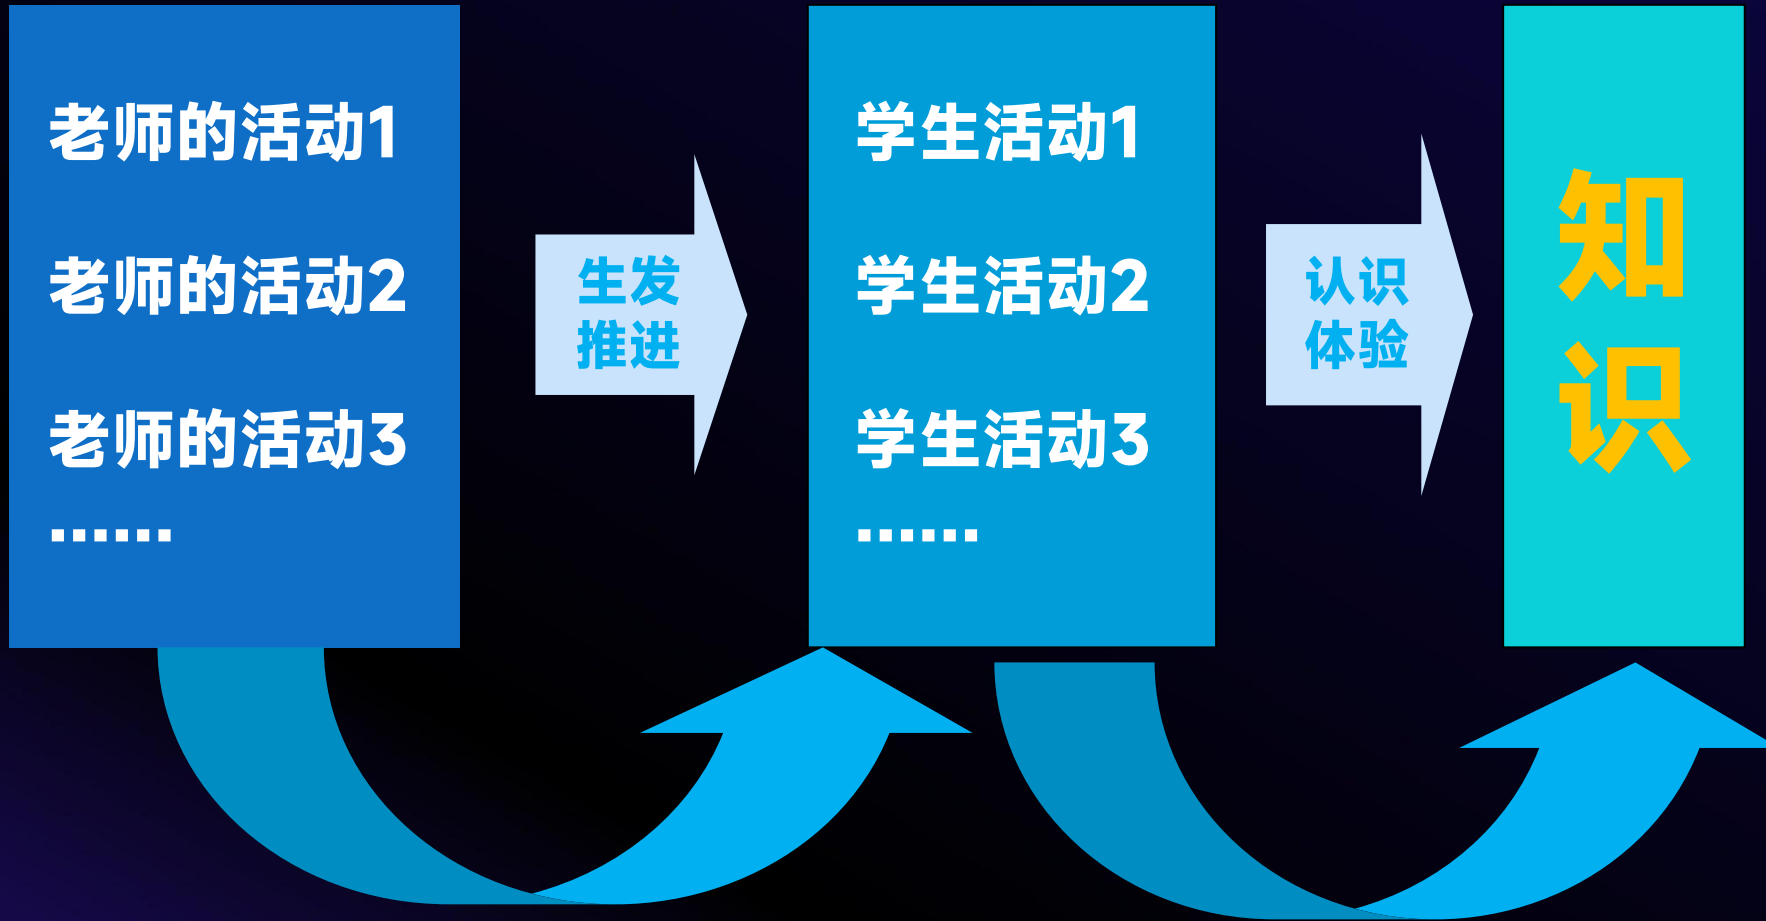 老师的活动1
老师的活动2
老师的活动3
……
生发
推进
学生活动1
学生活动2
学生活动3
……
认识
体验
知
识